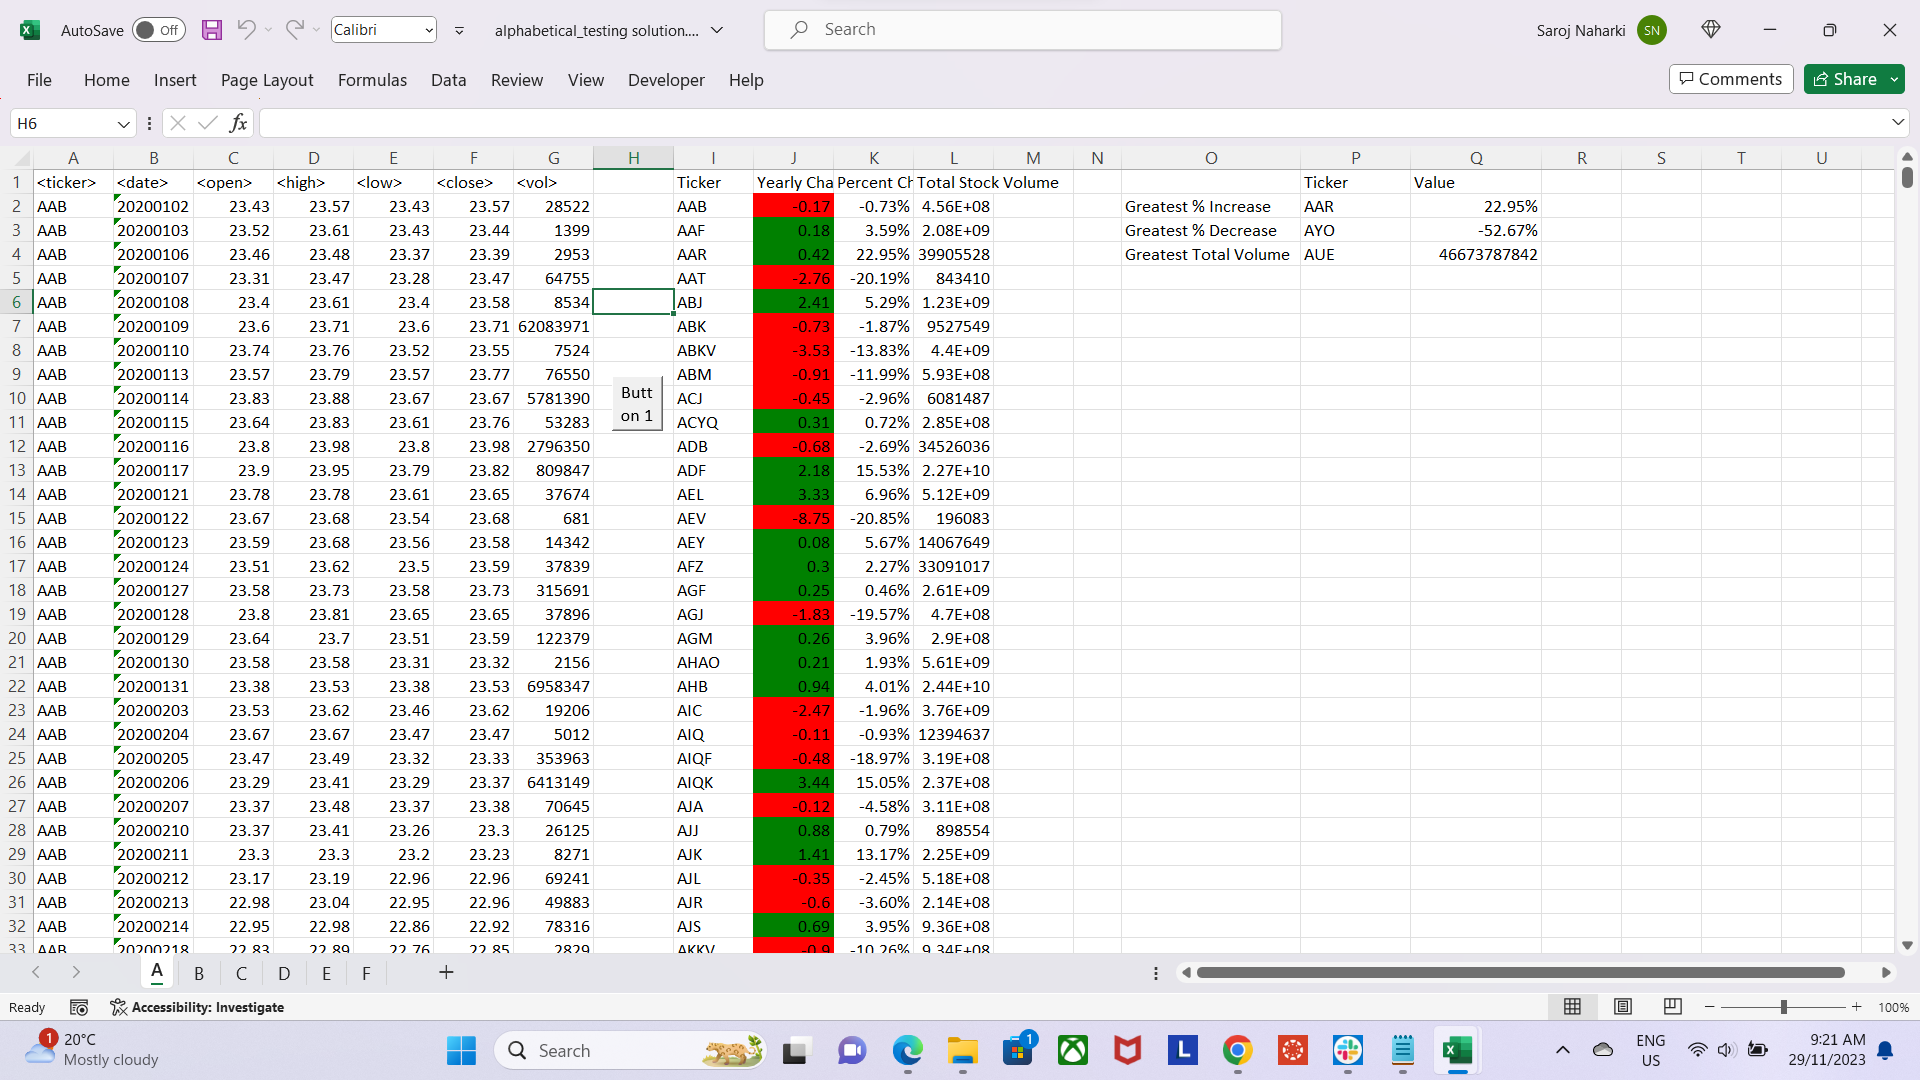 AutoSave Off Calibri alphabetical_testing solution.... Search Saroj Naharki SN
File Home Insert Page Layout Formulas Data Review View Developer Help Comments Share
H6 fx
A B C D E F G H I J K L M N O P Q R S T U
1 <ticker> <date> <open> <high> <low> <close> <vol> Ticker Yearly Cha Percent Ch Total Stock Volume Ticker Value
2 AAB 20200102 23.43 23.57 23.43 23.57 28522 AAB -0.17 -0.73% 4.56E+08 Greatest % Increase AAR 22.95%
3 AAB 20200103 23.52 23.61 23.43 23.44 1399 AAF 0.18 3.59% 2.08E+09 Greatest % Decrease AYO -52.67%
4 AAB 20200106 23.46 23.48 23.37 23.39 2953 AAR 0.42 22.95% 39905528 Greatest Total Volume AUE 46673787842
5 AAB 20200107 23.31 23.47 23.28 23.47 64755 AAT -2.76 -20.19% 843410
6 AAB 20200108 23.4 23.61 23.4 23.58 8534 ABJ 2.41 5.29% 1.23E+09
7 AAB 20200109 23.6 23.71 23.6 23.71 62083971 ABK -0.73 -1.87% 9527549
8 AAB 20200110 23.74 23.76 23.52 23.55 7524 ABKV -3.53 -13.83% 4.4E+09
9 AAB 20200113 23.57 23.79 23.57 23.77 76550 ABM -0.91 -11.99% 5.93E+08
10 AAB 20200114 23.83 23.88 23.67 23.67 5781390 Butt ACJ -0.45 -2.96% 6081487
11 AAB 20200115 23.64 23.83 23.61 23.76 53283 on 1 ACYQ 0.31 0.72% 2.85E+08
12 AAB 20200116 23.8 23.98 23.8 23.98 2796350 ADB -0.68 -2.69% 34526036
13 AAB 20200117 23.9 23.95 23.79 23.82 809847 ADF 2.18 15.53% 2.27E+10
14 AAB 20200121 23.78 23.78 23.61 23.65 37674 AEL 3.33 6.96% 5.12E+09
15 AAB 20200122 23.67 23.68 23.54 23.68 681 AEV -8.75 -20.85% 196083
16 AAB 20200123 23.59 23.68 23.56 23.58 14342 AEY 0.08 5.67% 14067649
17 AAB 20200124 23.51 23.62 23.5 23.59 37839 AFZ 0.3 2.27% 33091017
18 AAB 20200127 23.58 23.73 23.58 23.73 315691 AGF 0.25 0.46% 2.61E+09
19 AAB 20200128 23.8 23.81 23.65 23.65 37896 AGJ -1.83 -19.57% 4.7E+08
20 AAB 20200129 23.64 23.7 23.51 23.59 122379 AGM 0.26 3.96% 2.9E+08
21 AAB 20200130 23.58 23.58 23.31 23.32 2156 AHAO 0.21 1.93% 5.61E+09
22 AAB 20200131 23.38 23.53 23.38 23.53 6958347 AHB 0.94 4.01% 2.44E+10
23 AAB 20200203 23.53 23.62 23.46 23.62 19206 AIC -2.47 -1.96% 3.76E+09
24 AAB 20200204 23.67 23.67 23.47 23.47 5012 AIQ -0.11 -0.93% 12394637
25 AAB 20200205 23.47 23.49 23.32 23.33 353963 AIQF -0.48 -18.97% 3.19E+08
26 AAB 20200206 23.29 23.41 23.29 23.37 6413149 AIQK 3.44 15.05% 2.37E+08
27 AAB 20200207 23.37 23.48 23.37 23.38 70645 AJA -0.12 -4.58% 3.11E+08
28 AAB 20200210 23.37 23.41 23.26 23.3 26125 AJJ 0.88 0.79% 898554
29 AAB 20200211 23.3 23.3 23.2 23.23 8271 AJK 1.41 13.17% 2.25E+09
30 AAB 20200212 23.17 23.19 22.96 22.96 69241 AJL -0.35 -2.45% 5.18E+08
31 AAB 20200213 22.98 23.04 22.95 22.96 49883 AJR -0.6 -3.60% 2.14E+08
32 AAB 20200214 22.95 22.98 22.86 22.92 78316 AJS 0.69 3.95% 9.36E+08
33 AAB 20200218 22.83 22.89 22.76 22.85 2829 AKKV -0.9 -10.26% 9.34E+08
A B C D E F
Ready Accessibility: Investigate 100%
1 20°C Mostly cloudy Search 1 L ENG US 9:21 AM 29/11/2023